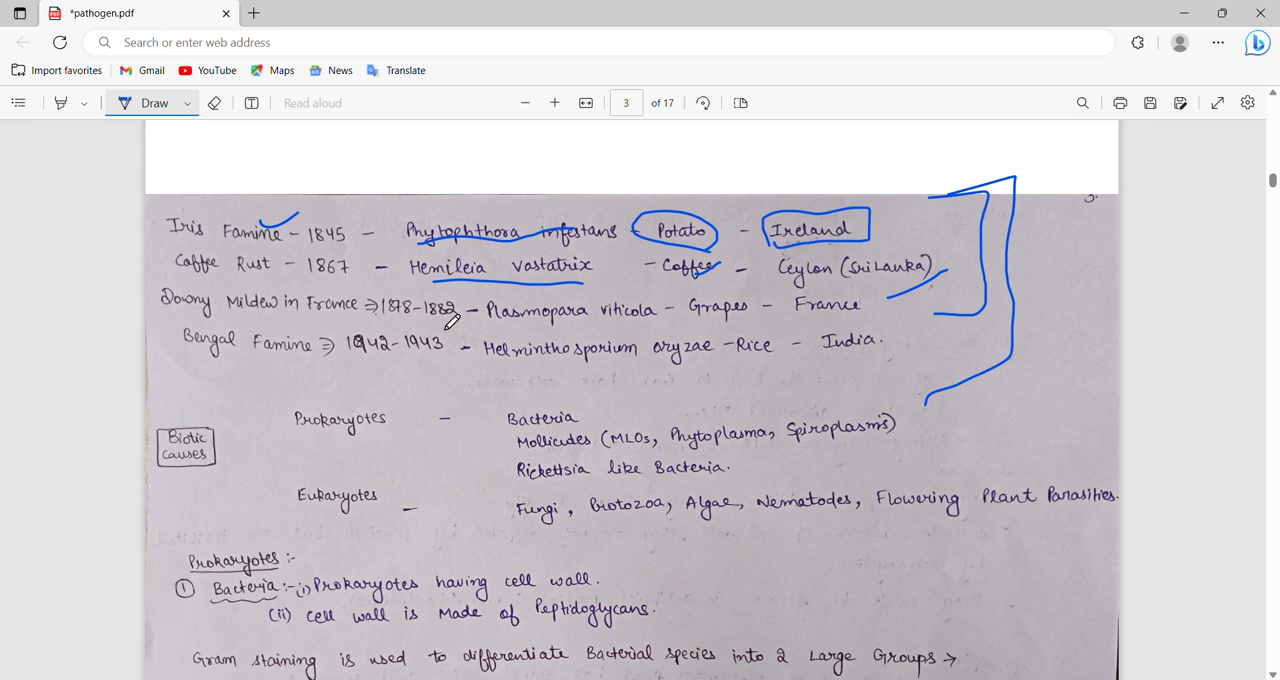 *pathogen.pdf
Search or enter web address
Import favorites Gmail YouTube Maps News Translate
Draw Read aloud 3 of 17
3.
Iris Famine - 1845 - Phytophthora infestans - Potato - Ireland
Coffee Rust - 1867 - Hemileia vastatrix - Coffee - Ceylon (Sri Lanka)
Downy Mildew in France ⇒ 1878-1882 - Plasmopara viticola - Grapes - France
Bengal Famine ⇒ 1942-1943 - Helminthosporium oryzae - Rice - India.
Prokaryotes - Bacteria
Mollicutes (MLOs, Phytoplasma, Spiroplasms)
Biotic causes
Rickettsia like Bacteria.
Eukaryotes - Fungi, Protozoa, Algae, Nematodes, Flowering Plant Parasities.
Prokaryotes :-
① Bacteria :- (i) Prokaryotes having cell wall.
(ii) cell wall is Made of Peptidoglycans.
Gram staining is used to differentiate Bacterial species into 2 Large Groups →